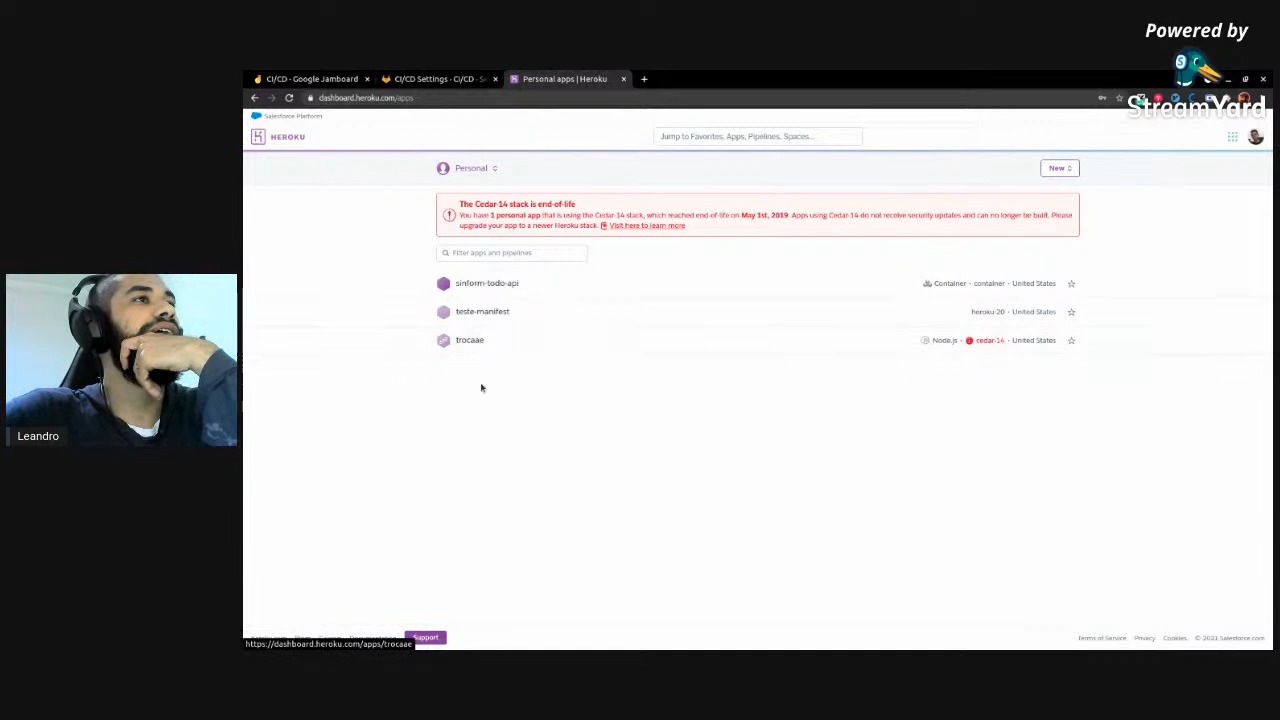 Powered by
StreamYard
CI/CD - Google Jamboard
CI/CD Settings · CI/CD · S
Personal apps | Heroku
dashboard.heroku.com/apps
Salesforce Platform
HEROKU
Jump to Favorites, Apps, Pipelines, Spaces...
Personal
New
The Cedar-14 stack is end-of-life
You have 1 personal app that is using the Cedar-14 stack, which reached end-of-life on May 1st, 2019. Apps using Cedar-14 do not receive security updates and can no longer be built. Please
upgrade your app to a newer Heroku stack. Visit here to learn more
Filter apps and pipelines
sinform-todo-api
Container · container · United States
teste-manifest
heroku-20 · United States
trocaae
Node.js · cedar-14 · United States
Leandro
Support
Terms of Service Privacy Cookies © 2021 Salesforce.com
https://dashboard.heroku.com/apps/trocaae